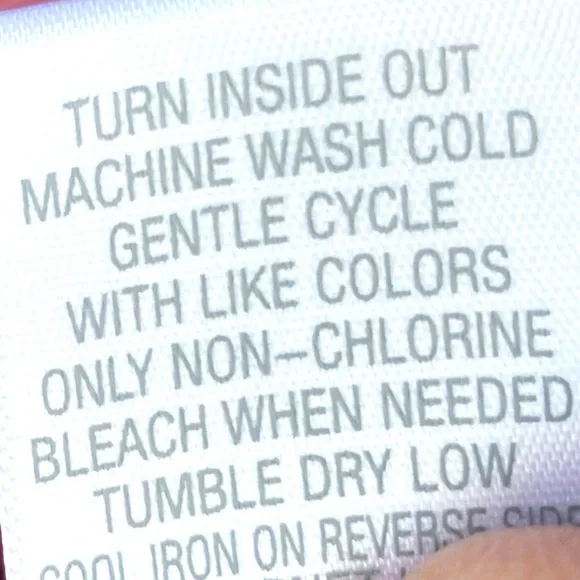 TURN INSIDE OUT
MACHINE WASH COLD
GENTLE CYCLE
WITH LIKE COLORS
ONLY NON-CHLORINE
BLEACH WHEN NEEDED
TUMBLE DRY LOW
COOL IRON ON REVERSE SIDE